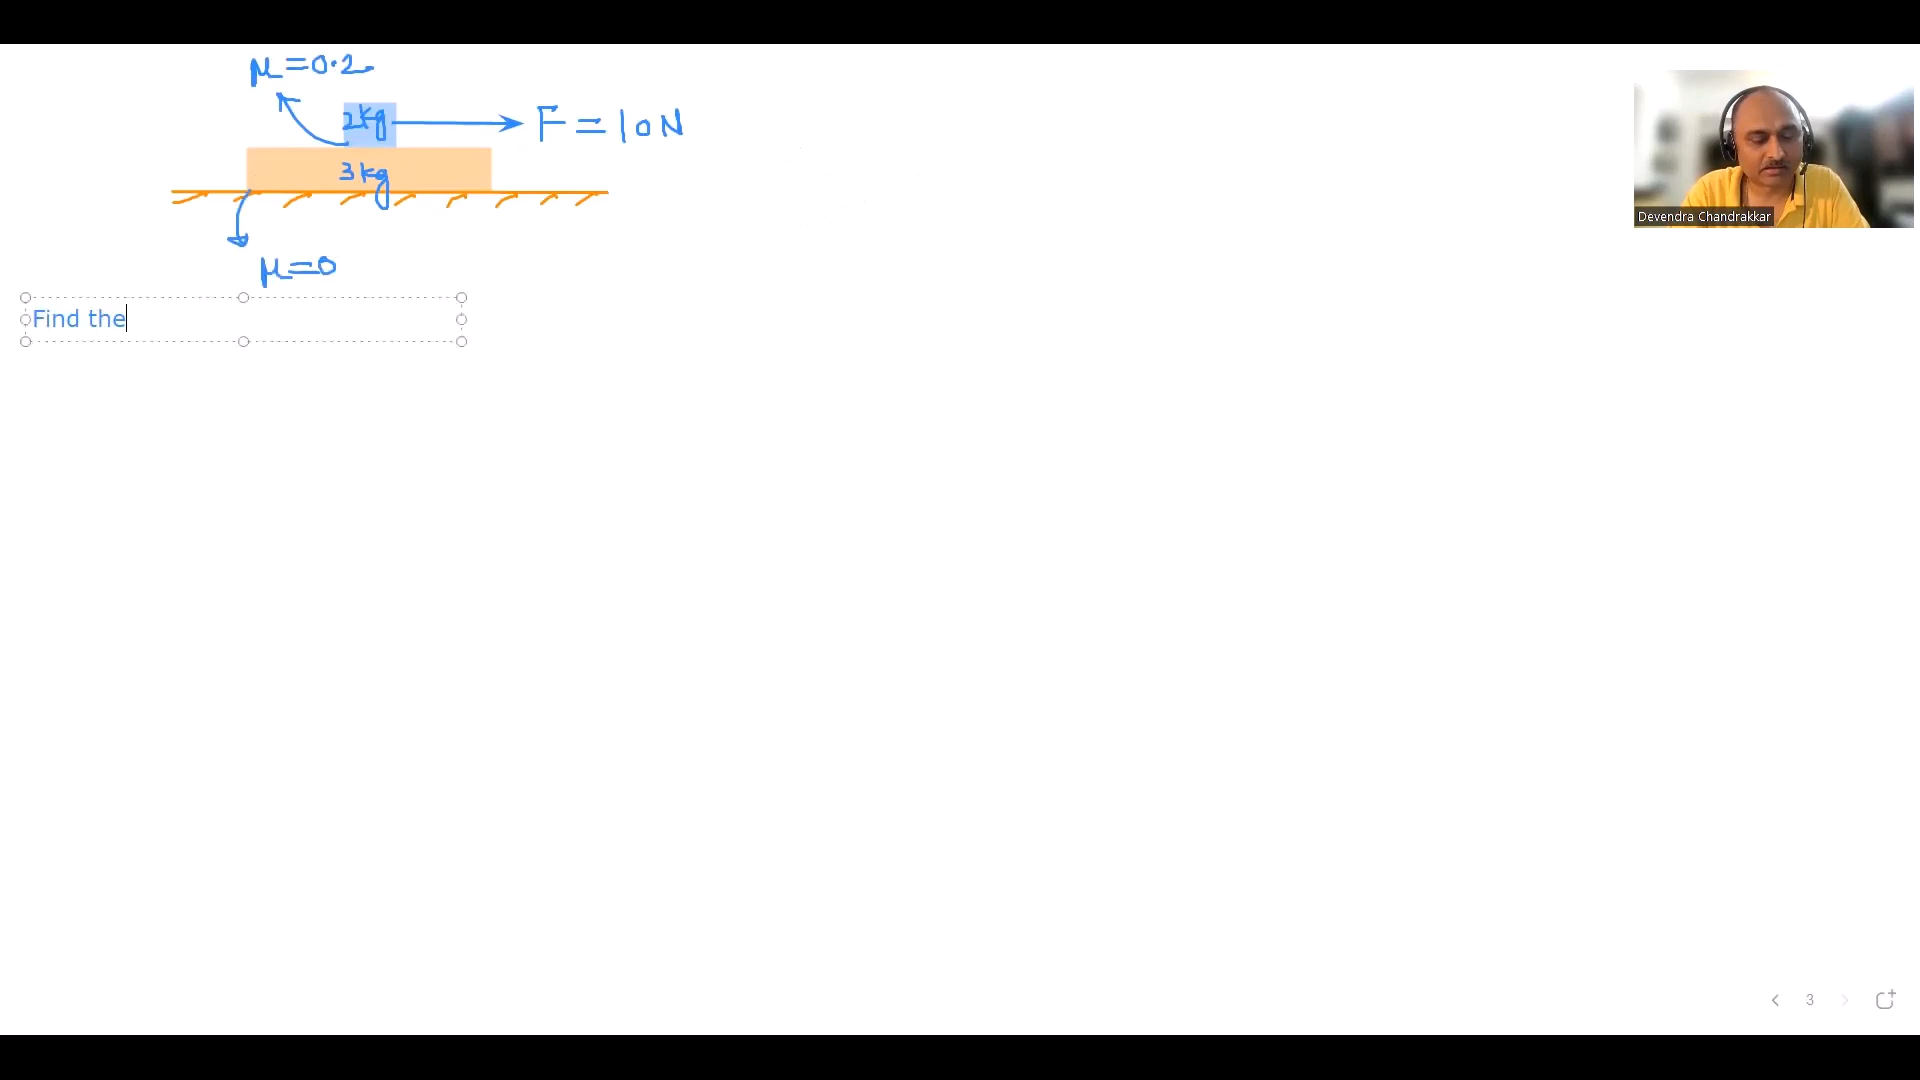 μ=0.2
2kg
F=10N
3kg
μ=0
Find the
Devendra Chandrakkar
3